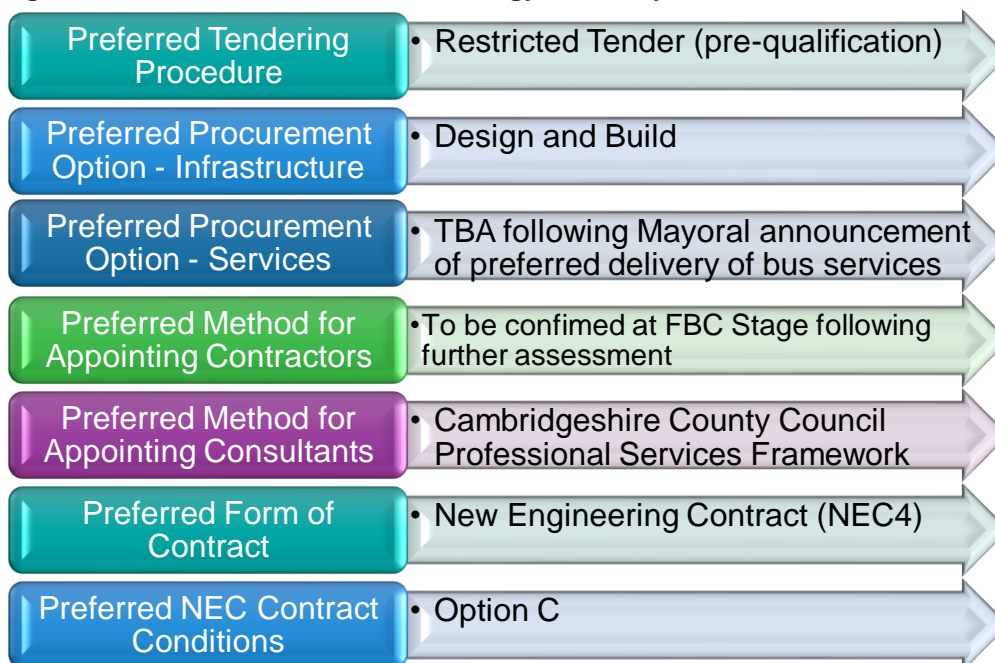 Preferred Tendering
Procedure
• Restricted Tender (pre-qualification)
Preferred Procurement
Option - Infrastructure
• Design and Build
Preferred Procurement
Option - Services
• TBA following Mayoral announcement
of preferred delivery of bus services
Preferred Method for
Appointing Contractors
•To be confimed at FBC Stage following
further assessment
Preferred Method for
Appointing Consultants
• Cambridgeshire County Council
Professional Services Framework
Preferred Form of
Contract
• New Engineering Contract (NEC4)
Preferred NEC Contract
Conditions
• Option C